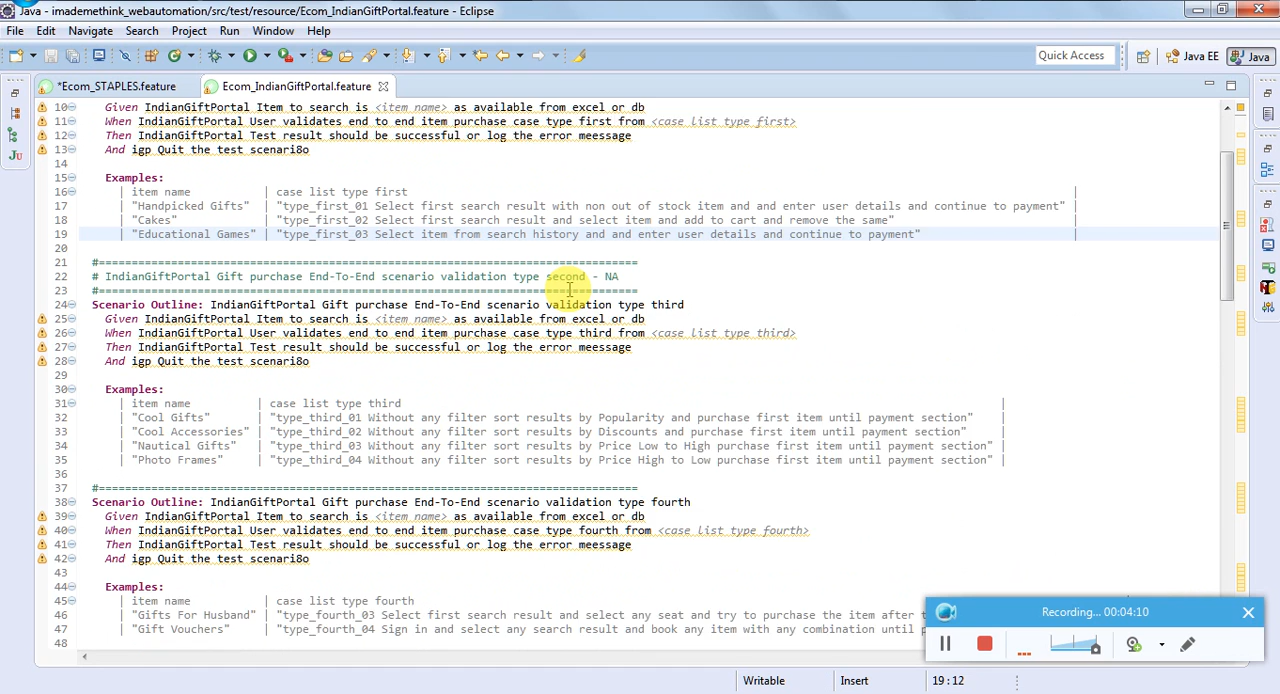 Java - imademethink_webautomation/src/test/resource/Ecom_IndianGiftPortal.feature - Eclipse
File Edit Navigate Search Project Run Window Help
Quick Access Java EE Java
*Ecom_STAPLES.feature Ecom_IndianGiftPortal.feature
10 Given IndianGiftPortal Item to search is <item name> as available from excel or db
11 When IndianGiftPortal User validates end to end item purchase case type first from <case list type first>
12 Then IndianGiftPortal Test result should be successful or log the error meessage
13 And igp Quit the test scenari8o
14
15 Examples:
16 | item name | case list type first |
17 | "Handpicked Gifts" | "type_first_01 Select first search result with non out of stock item and and enter user details and continue to payment" |
18 | "Cakes" | "type_first_02 Select first search result and select item and add to cart and remove the same" |
19 | "Educational Games" | "type_first_03 Select item from search history and and enter user details and continue to payment" |
20
21 #===================================================================================
22 # IndianGiftPortal Gift purchase End-To-End scenario validation type second - NA
23 #===================================================================================
24 Scenario Outline: IndianGiftPortal Gift purchase End-To-End scenario validation type third
25 Given IndianGiftPortal Item to search is <item name> as available from excel or db
26 When IndianGiftPortal User validates end to end item purchase case type third from <case list type third>
27 Then IndianGiftPortal Test result should be successful or log the error meessage
28 And igp Quit the test scenari8o
29
30 Examples:
31 | item name | case list type third |
32 | "Cool Gifts" | "type_third_01 Without any filter sort results by Popularity and purchase first item until payment section" |
33 | "Cool Accessories" | "type_third_02 Without any filter sort results by Discounts and purchase first item until payment section" |
34 | "Nautical Gifts" | "type_third_03 Without any filter sort results by Price Low to High purchase first item until payment section" |
35 | "Photo Frames" | "type_third_04 Without any filter sort results by Price High to Low purchase first item until payment section" |
36
37 #===================================================================================
38 Scenario Outline: IndianGiftPortal Gift purchase End-To-End scenario validation type fourth
39 Given IndianGiftPortal Item to search is <item name> as available from excel or db
40 When IndianGiftPortal User validates end to end item purchase case type fourth from <case list type fourth>
41 Then IndianGiftPortal Test result should be successful or log the error meessage
42 And igp Quit the test scenari8o
43
44 Examples:
45 | item name | case list type fourth
46 | "Gifts For Husband" | "type_fourth_03 Select first search result and select any seat and try to purchase the item after t
47 | "Gift Vouchers" | "type_fourth_04 Sign in and select any search result and book any item with any combination until p
48
Recording... 00:04:10
Writable Insert 19:12